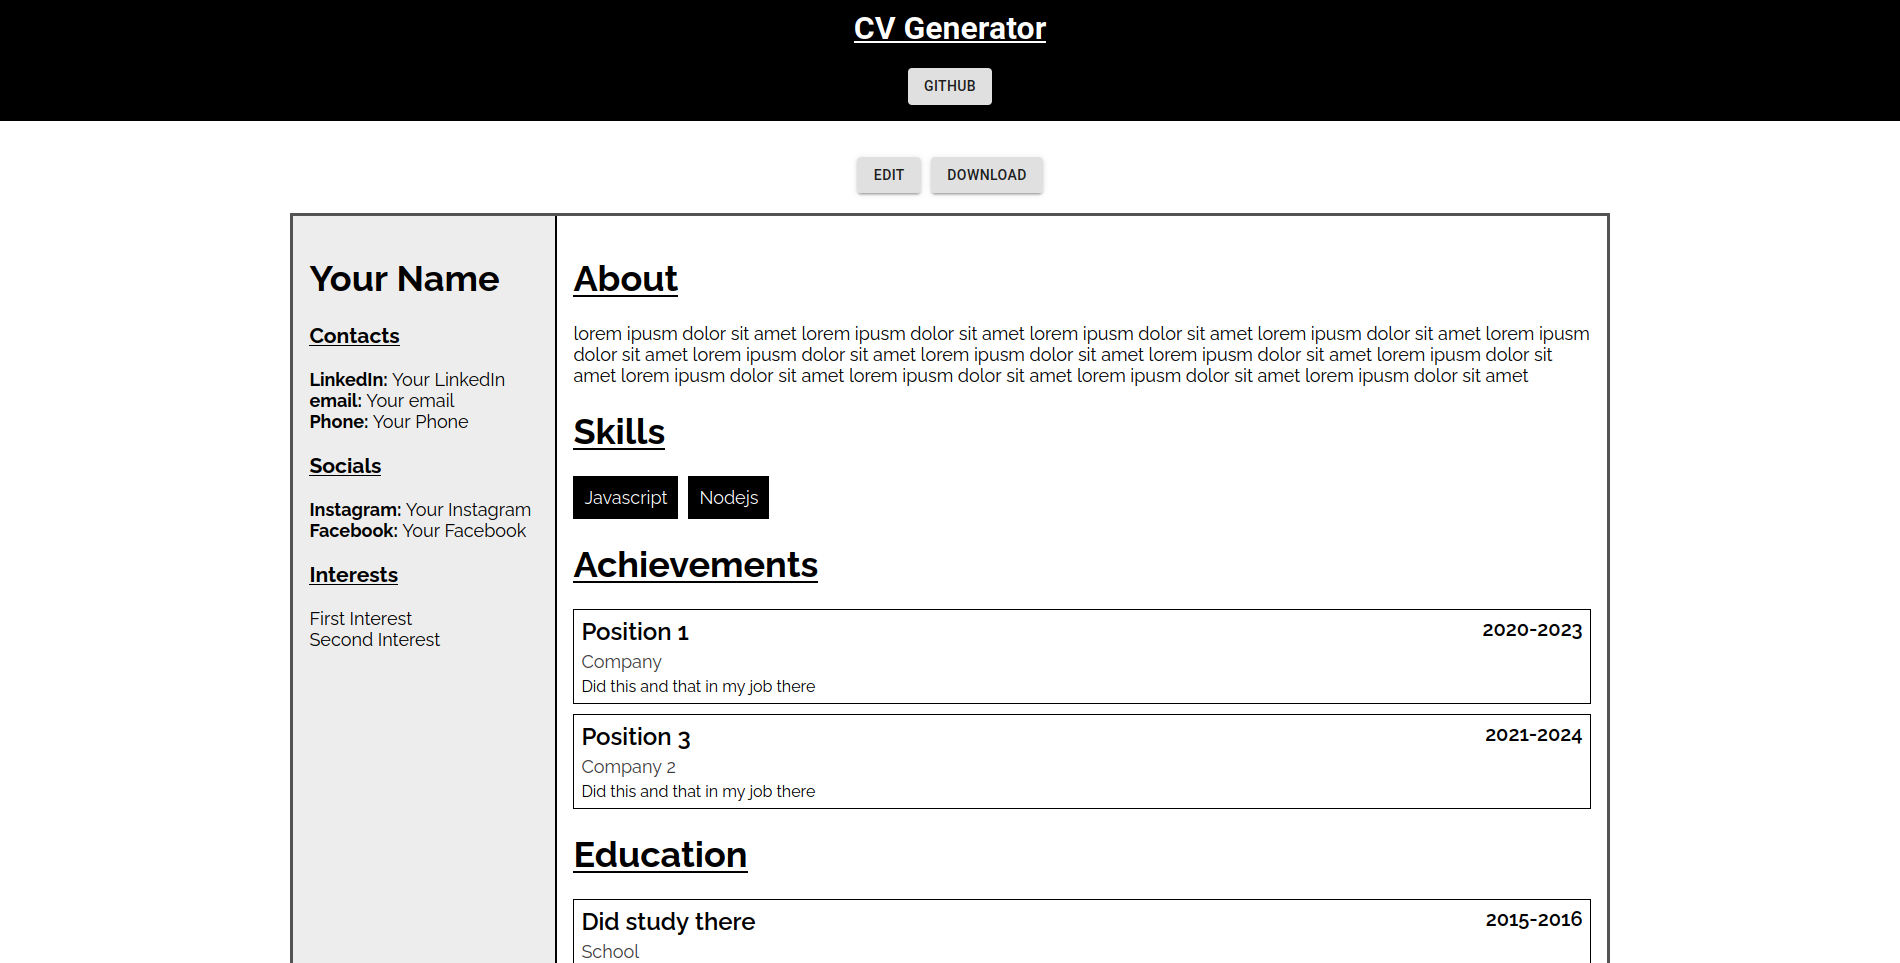 CV Generator
GITHUB
EDIT
DOWNLOAD
Your Name
Contacts
LinkedIn: Your LinkedIn
email: Your email
Phone: Your Phone
Socials
Instagram: Your Instagram
Facebook: Your Facebook
Interests
First Interest
Second Interest
About
lorem ipusm dolor sit amet lorem ipusm dolor sit amet lorem ipusm dolor sit amet lorem ipusm dolor sit amet lorem ipusm
dolor sit amet lorem ipusm dolor sit amet lorem ipusm dolor sit amet lorem ipusm dolor sit amet lorem ipusm dolor sit
amet lorem ipusm dolor sit amet lorem ipusm dolor sit amet lorem ipusm dolor sit amet lorem ipusm dolor sit amet
Skills
Javascript
Nodejs
Achievements
Position 1
2020-2023
Company
Did this and that in my job there
Position 3
2021-2024
Company 2
Did this and that in my job there
Education
Did study there
2015-2016
School